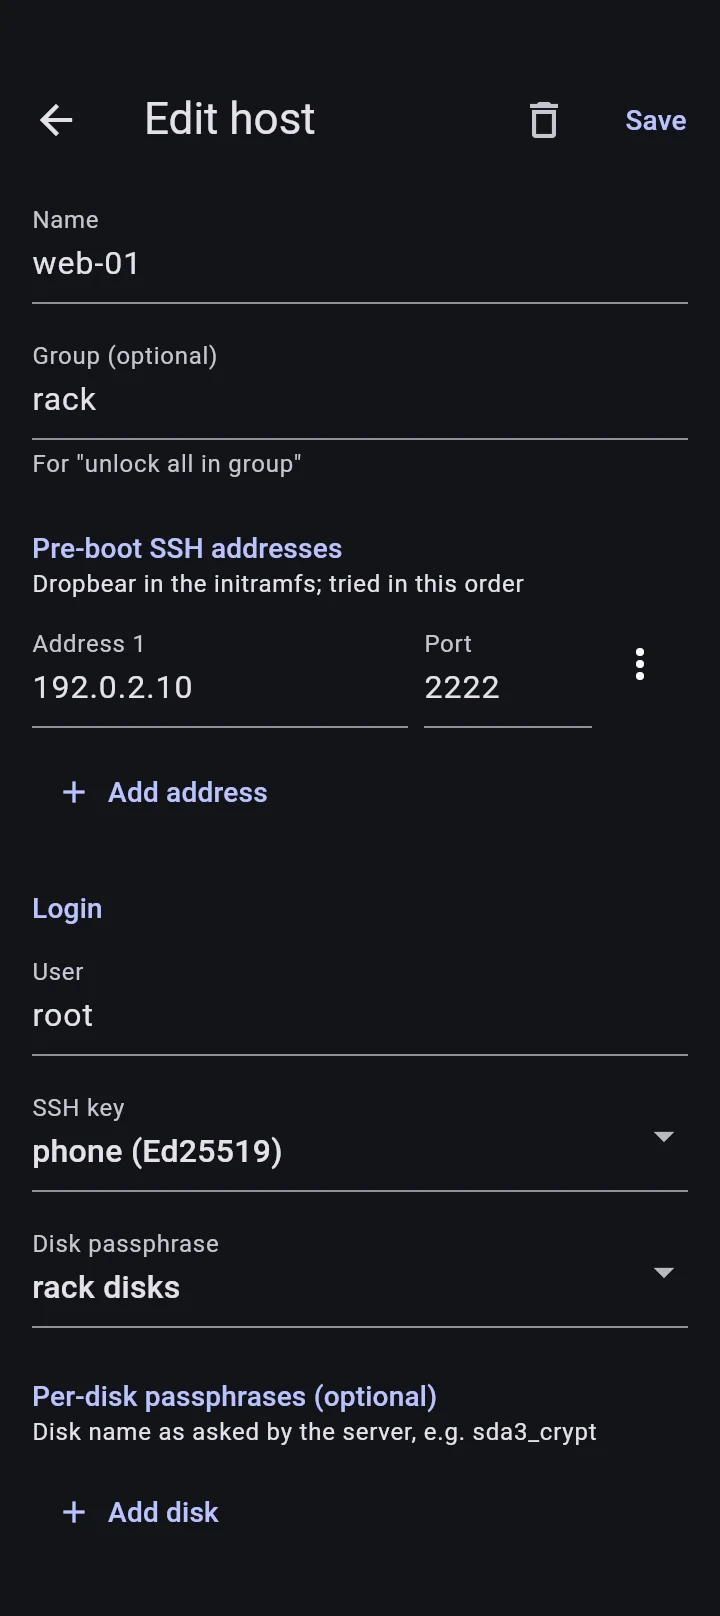 Edit host
Save
Name
web-01
Group (optional)
rack
For "unlock all in group"
Pre-boot SSH addresses
Dropbear in the initramfs; tried in this order
Address 1
Port
192.0.2.10
2222
+ Add address
Login
User
root
SSH key
phone (Ed25519)
Disk passphrase
rack disks
Per-disk passphrases (optional)
Disk name as asked by the server, e.g. sda3_crypt
+ Add disk